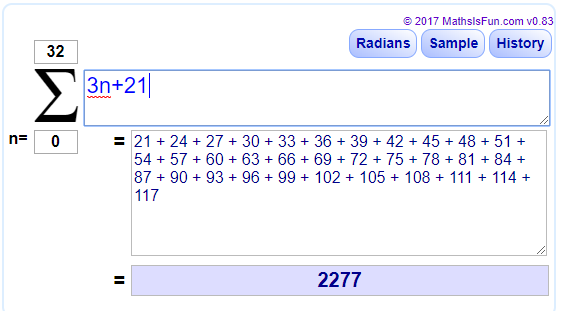 © 2017 MathsIsFun.com v0.83
Radians Sample History
32
∑ 3n+21
n= 0
= 21 + 24 + 27 + 30 + 33 + 36 + 39 + 42 + 45 + 48 + 51 +
54 + 57 + 60 + 63 + 66 + 69 + 72 + 75 + 78 + 81 + 84 +
87 + 90 + 93 + 96 + 99 + 102 + 105 + 108 + 111 + 114 +
117
= 2277